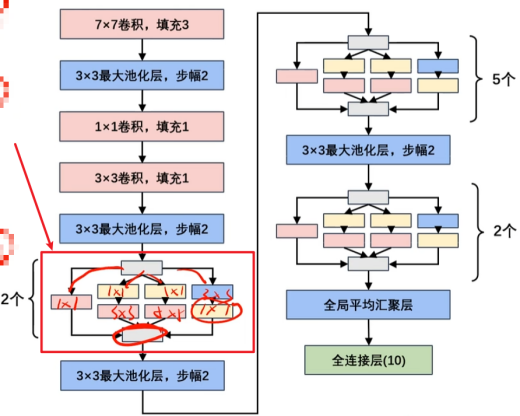 7×7卷积，填充3
3×3最大池化层，步幅2
1×1卷积，填充1
3×3卷积，填充1
3×3最大池化层，步幅2
2个
1×1
1×1
1×1
3×3
3×3
5×5
1×1
3×3最大池化层，步幅2
5个
3×3最大池化层，步幅2
2个
全局平均汇聚层
全连接层(10)